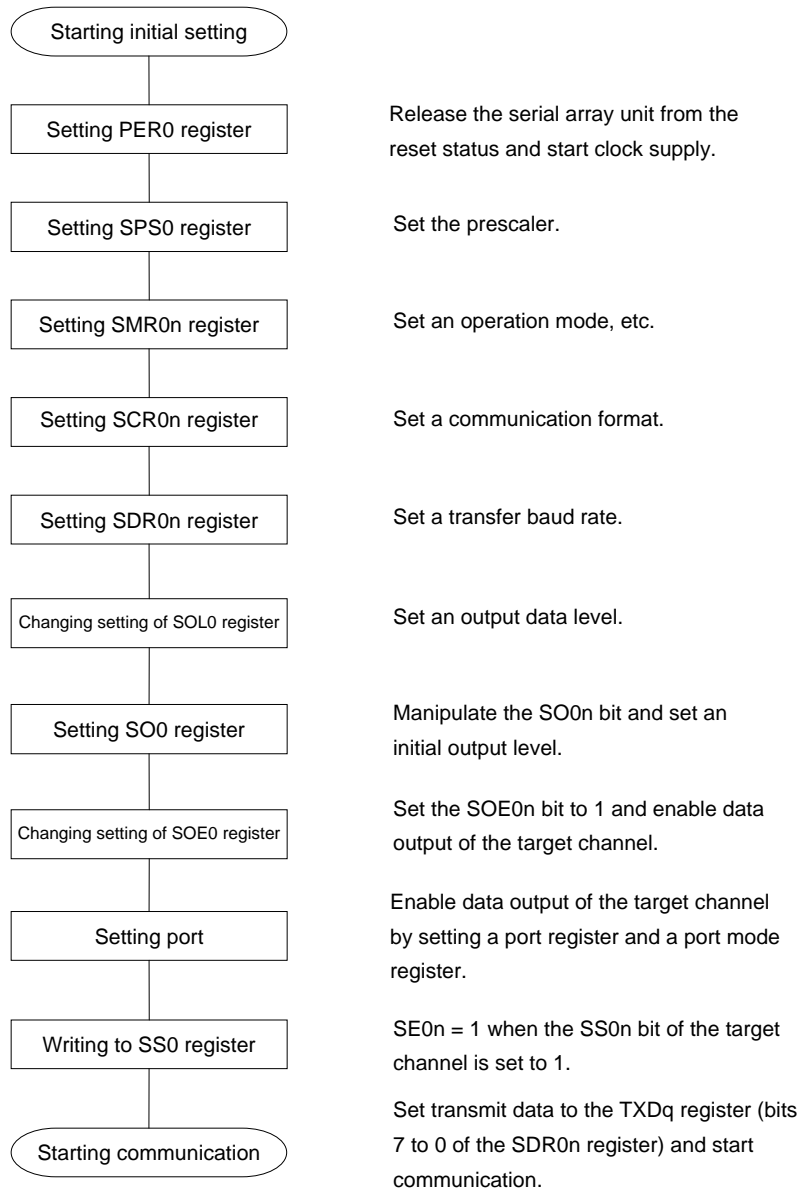 Starting initial setting
Setting PER0 register
Release the serial array unit from the
reset status and start clock supply.
Setting SPS0 register
Set the prescaler.
Setting SMR0n register
Set an operation mode, etc.
Setting SCR0n register
Set a communication format.
Setting SDR0n register
Set a transfer baud rate.
Changing setting of SOL0 register
Set an output data level.
Setting SO0 register
Manipulate the SO0n bit and set an
initial output level.
Changing setting of SOE0 register
Set the SOE0n bit to 1 and enable data
output of the target channel.
Setting port
Enable data output of the target channel
by setting a port register and a port mode
register.
Writing to SS0 register
SE0n = 1 when the SS0n bit of the target
channel is set to 1.
Starting communication
Set transmit data to the TXDq register (bits
7 to 0 of the SDR0n register) and start
communication.